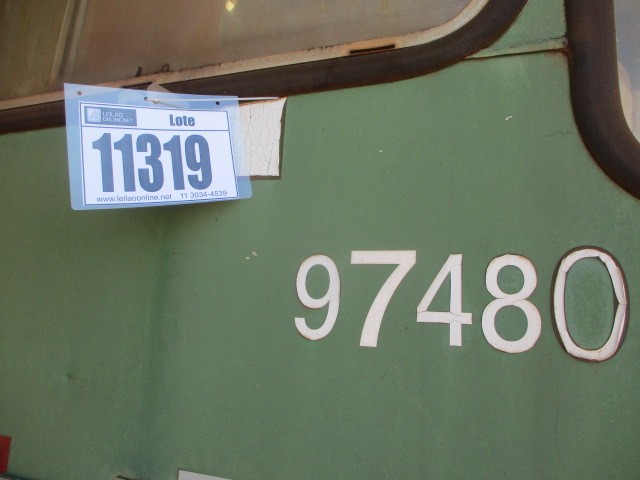 LEILÃO
ONLINE.NET
Lote
11319
www.leilaoonline.net 11 3034-4539
97480